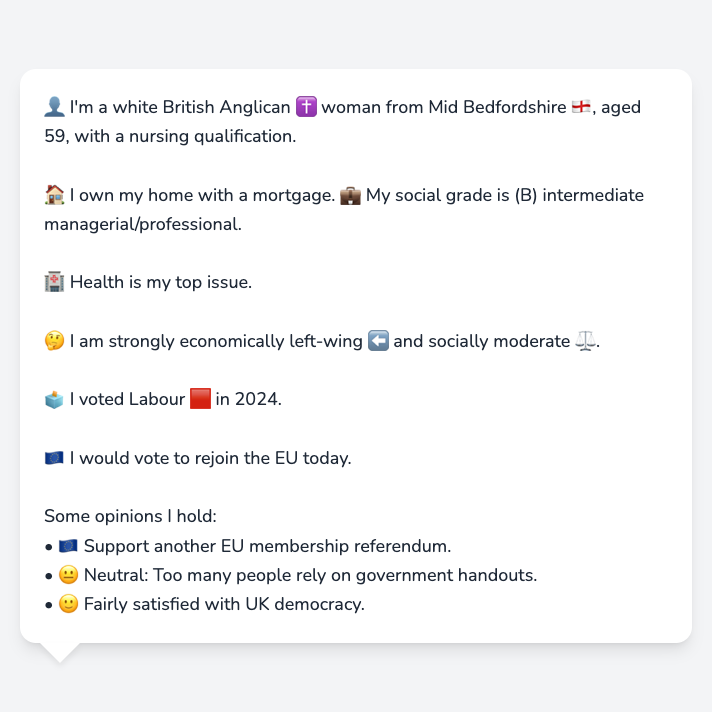 👤 I'm a white British Anglican ✝️ woman from Mid Bedfordshire 🏴󠁧󠁢󠁥󠁮󠁧󠁿, aged
59, with a nursing qualification.
🏠 I own my home with a mortgage. 💼 My social grade is (B) intermediate
managerial/professional.
🏥 Health is my top issue.
🤔 I am strongly economically left-wing ⬅️ and socially moderate ⚖️.
🗳️ I voted Labour 🟥 in 2024.
🇪🇺 I would vote to rejoin the EU today.
Some opinions I hold:
• 🇪🇺 Support another EU membership referendum.
• 😐 Neutral: Too many people rely on government handouts.
• 🙂 Fairly satisfied with UK democracy.